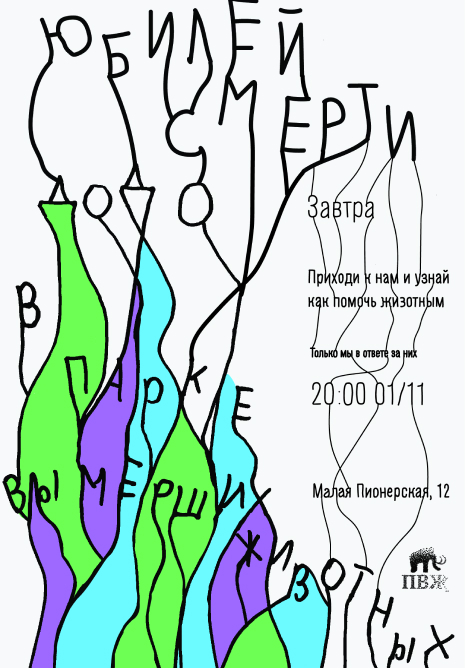 ЮБИЛЕЙ
СМЕРТИ
ДОДО
В
ПАРКЕ
ВЫМЕРШИХ
ЖИВОТНЫХ
Завтра
Приходи к нам и узнай
как помочь жизотным
Только мы в ответе за них
20:00 01/11
Малая Пионерская, 12
ПВЖ